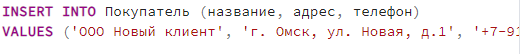 INSERT INTO Покупатель (название, адрес, телефон)
VALUES ('ООО Новый клиент', 'г. Омск, ул. Новая, д.1', '+7-91